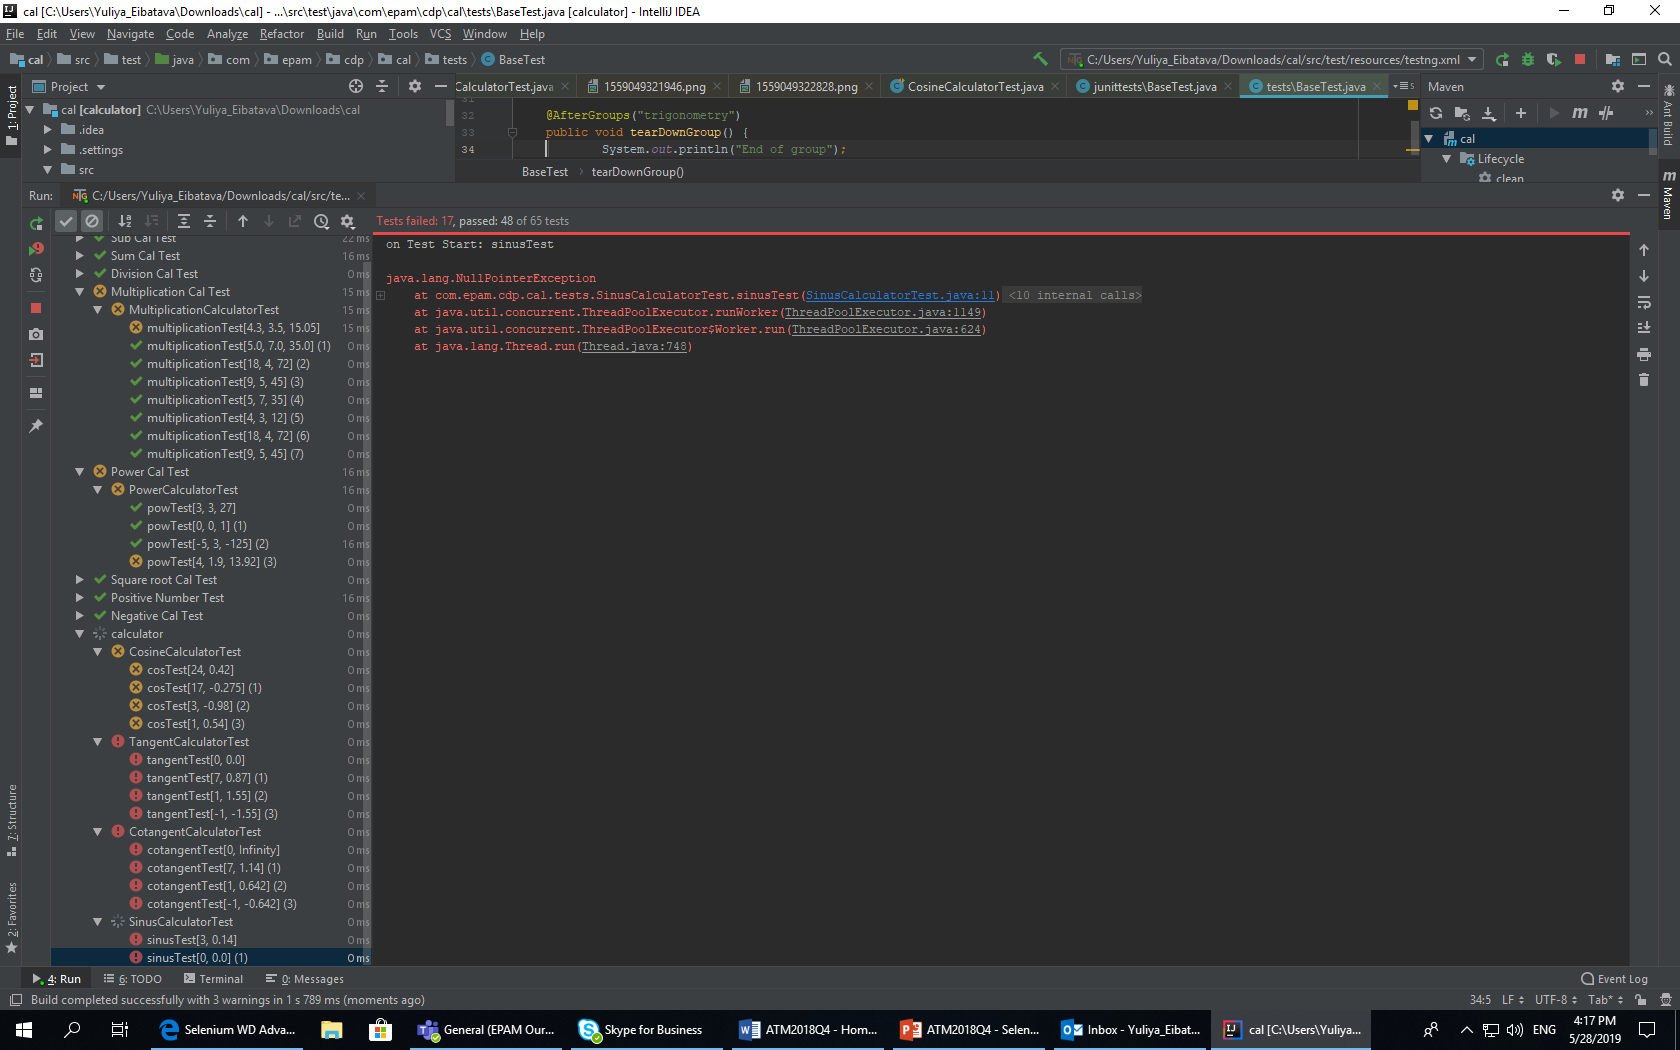 cal [C:\Users\Yuliya_Eibatava\Downloads\cal] - ...\src\test\java\com\epam\cdp\cal\tests\BaseTest.java [calculator] - IntelliJ IDEA
File Edit View Navigate Code Analyze Refactor Build Run Tools VCS Window Help
cal src test java com epam cdp cal tests BaseTest
C:/Users/Yuliya_Eibatava/Downloads/cal/src/test/resources/testng.xml
1: Project
Project
CalculatorTest.java 1559049321946.png 1559049322828.png CosineCalculatorTest.java junittests\BaseTest.java tests\BaseTest.java
Maven
Ant Build
Maven
cal [calculator] C:\Users\Yuliya_Eibatava\Downloads\cal
.idea
.settings
src
32 @AfterGroups("trigonometry")
33 public void tearDownGroup() {
34 System.out.println("End of group");
BaseTest tearDownGroup()
cal
Lifecycle
clean
Run: C:/Users/Yuliya_Eibatava/Downloads/cal/src/te...
Tests failed: 17, passed: 48 of 65 tests
Sub Cal Test 22 ms
Sum Cal Test 16 ms
Division Cal Test 0 ms
Multiplication Cal Test 15 ms
MultiplicationCalculatorTest 15 ms
multiplicationTest[4.3, 3.5, 15.05] 15 ms
multiplicationTest[5.0, 7.0, 35.0] (1) 0 ms
multiplicationTest[18, 4, 72] (2) 0 ms
multiplicationTest[9, 5, 45] (3) 0 ms
multiplicationTest[5, 7, 35] (4) 0 ms
multiplicationTest[4, 3, 12] (5) 0 ms
multiplicationTest[18, 4, 72] (6) 0 ms
multiplicationTest[9, 5, 45] (7) 0 ms
Power Cal Test 16 ms
PowerCalculatorTest 16 ms
powTest[3, 3, 27] 0 ms
powTest[0, 0, 1] (1) 0 ms
powTest[-5, 3, -125] (2) 16 ms
powTest[4, 1.9, 13.92] (3) 0 ms
Square root Cal Test 0 ms
Positive Number Test 16 ms
Negative Cal Test 0 ms
calculator 0 ms
CosineCalculatorTest 0 ms
cosTest[24, 0.42] 0 ms
cosTest[17, -0.275] (1) 0 ms
cosTest[3, -0.98] (2) 0 ms
cosTest[1, 0.54] (3) 0 ms
TangentCalculatorTest 0 ms
tangentTest[0, 0.0] 0 ms
tangentTest[7, 0.87] (1) 0 ms
tangentTest[1, 1.55] (2) 0 ms
tangentTest[-1, -1.55] (3) 0 ms
CotangentCalculatorTest 0 ms
cotangentTest[0, Infinity] 0 ms
cotangentTest[7, 1.14] (1) 0 ms
cotangentTest[1, 0.642] (2) 0 ms
cotangentTest[-1, -0.642] (3) 0 ms
SinusCalculatorTest 0 ms
sinusTest[3, 0.14] 0 ms
sinusTest[0, 0.0] (1) 0 ms
on Test Start: sinusTest
java.lang.NullPointerException
at com.epam.cdp.cal.tests.SinusCalculatorTest.sinusTest(SinusCalculatorTest.java:11) <10 internal calls>
at java.util.concurrent.ThreadPoolExecutor.runWorker(ThreadPoolExecutor.java:1149)
at java.util.concurrent.ThreadPoolExecutor$Worker.run(ThreadPoolExecutor.java:624)
at java.lang.Thread.run(Thread.java:748)
7: Structure
2: Favorites
4: Run 6: TODO Terminal 0: Messages Event Log
Build completed successfully with 3 warnings in 1 s 789 ms (moments ago) 34:5 LF UTF-8 Tab*
Selenium WD Adva... General (EPAM Our... Skype for Business ATM2018Q4 - Hom... ATM2018Q4 - Selen... Inbox - Yuliya_Eibat... cal [C:\Users\Yuliya... ENG
4:17 PM
5/28/2019